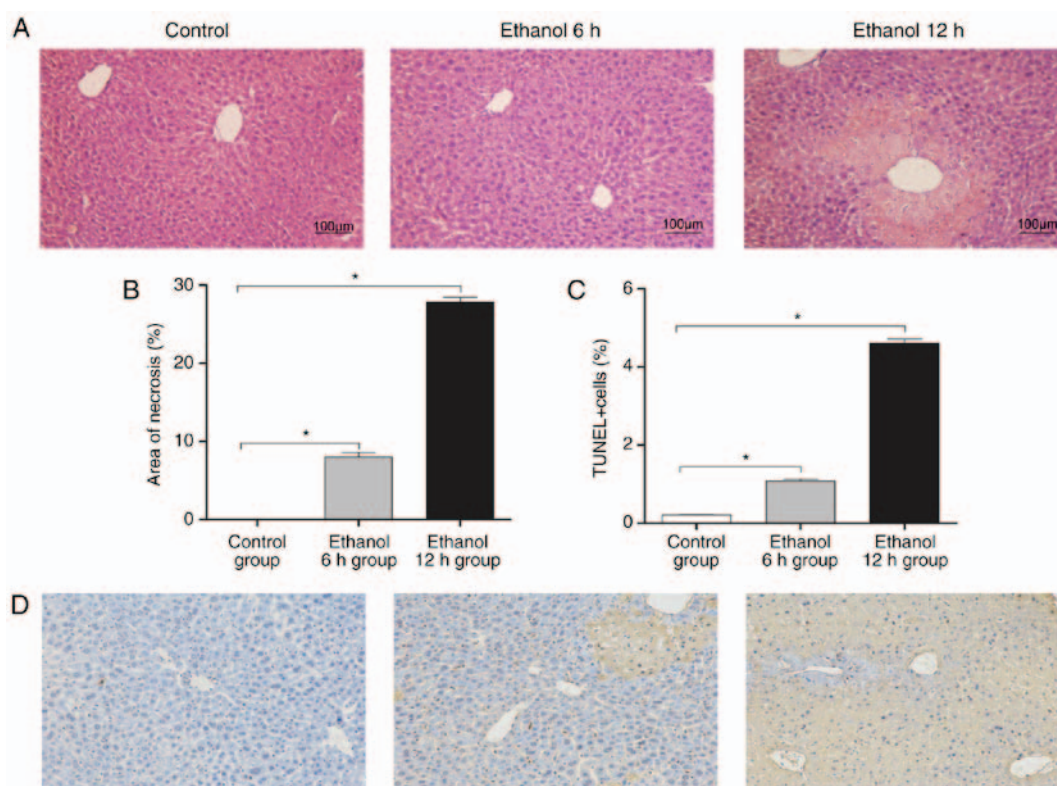 A
Control
Ethanol 6 h
Ethanol 12 h
100µm
100µm
100µm
B
30
20
10
0
Area of necrosis (%)
*
*
Control
group
Ethanol
6 h group
Ethanol
12 h group
C
6
4
2
0
TUNEL+cells (%)
*
*
Control
group
Ethanol
6 h group
Ethanol
12 h group
D